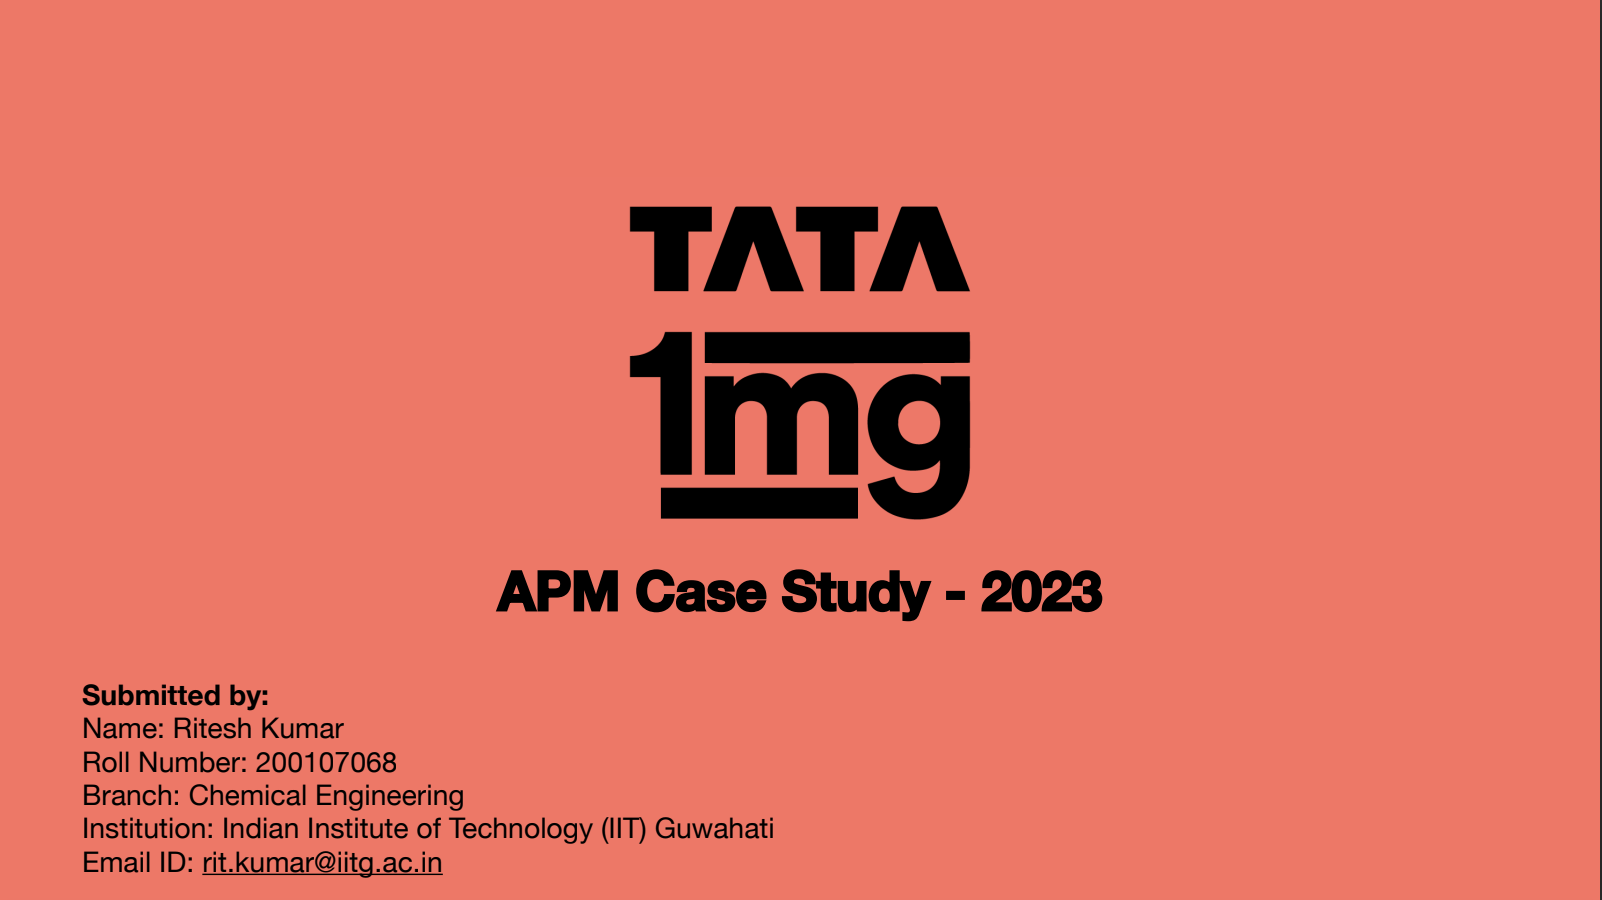 TATA
1mg
APM Case Study - 2023
Submitted by:
Name: Ritesh Kumar
Roll Number: 200107068
Branch: Chemical Engineering
Institution: Indian Institute of Technology (IIT) Guwahati
Email ID: rit.kumar@iitg.ac.in